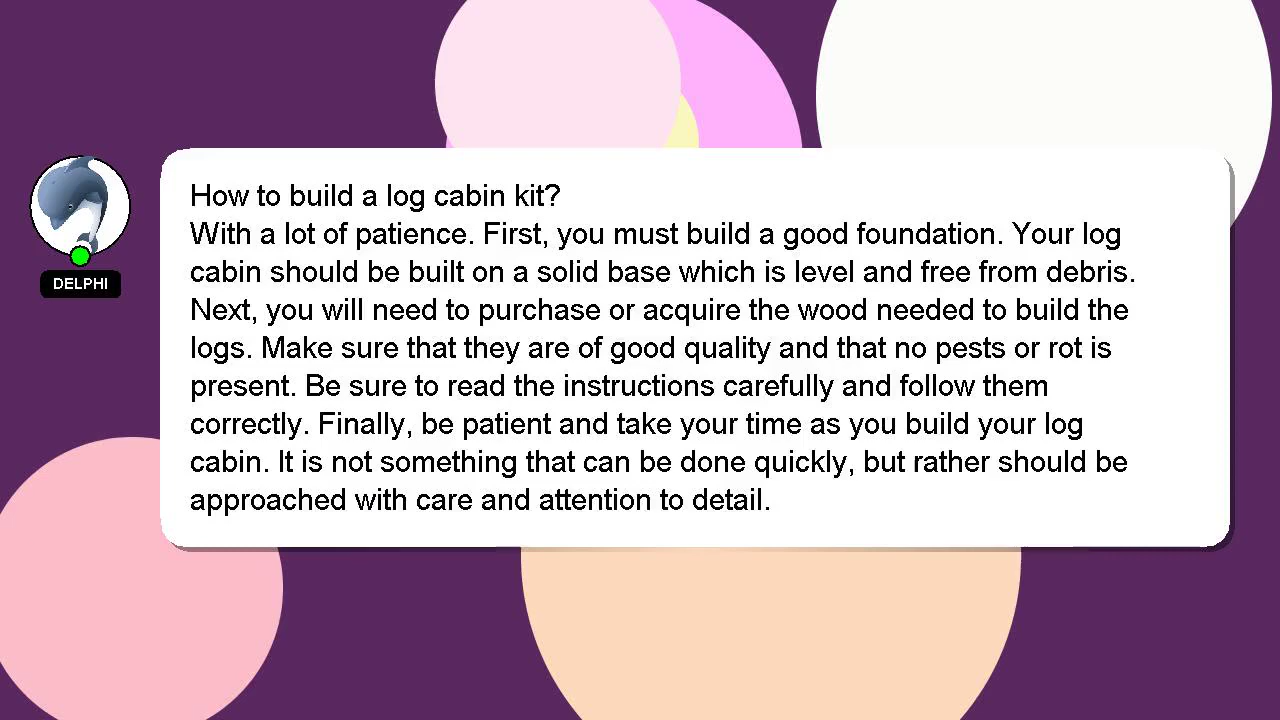 How to build a log cabin kit?
With a lot of patience. First, you must build a good foundation. Your log
cabin should be built on a solid base which is level and free from debris.
Next, you will need to purchase or acquire the wood needed to build the
logs. Make sure that they are of good quality and that no pests or rot is
present. Be sure to read the instructions carefully and follow them
correctly. Finally, be patient and take your time as you build your log
cabin. It is not something that can be done quickly, but rather should be
approached with care and attention to detail.
DELPHI